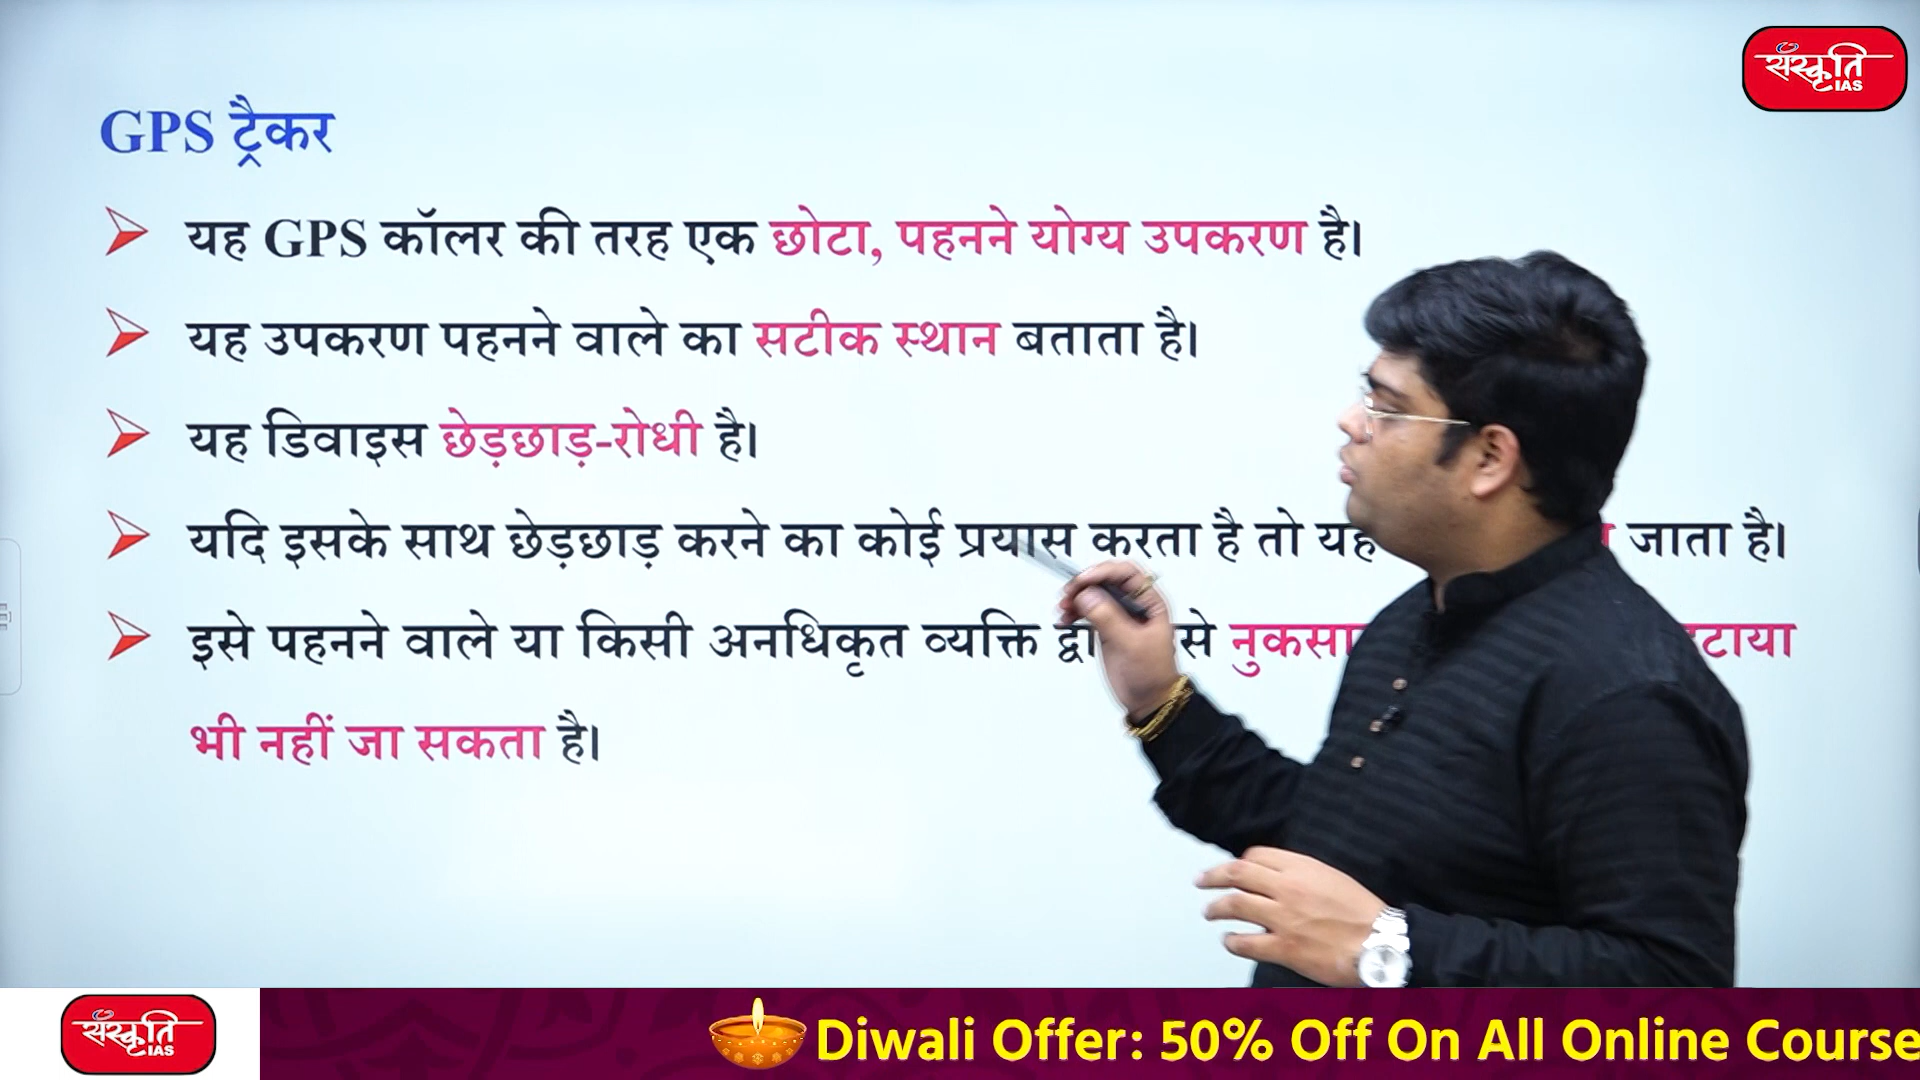 संस्कृति
IAS
GPS ट्रैकर
यह GPS कॉलर की तरह एक छोटा, पहनने योग्य उपकरण है।
यह उपकरण पहनने वाले का सटीक स्थान बताता है।
यह डिवाइस छेड़छाड़-रोधी है।
यदि इसके साथ छेड़छाड़ करने का कोई प्रयास करता है तो यह जाता है।
इसे पहनने वाले या किसी अनधिकृत व्यक्ति
भी नहीं जा सकता है।
संस्कृति
IAS
Diwali Offer: 50% Off On All Online Course